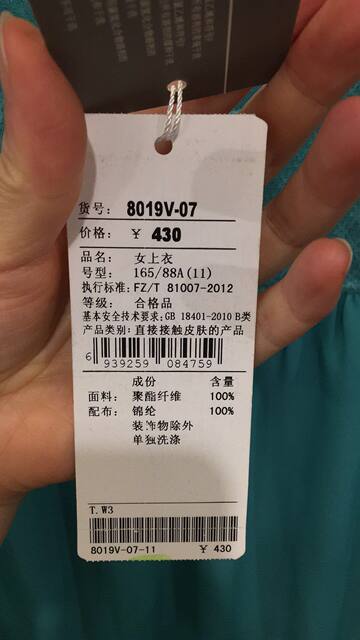 货号: 8019V-07
价格: ￥ 430
品名: 女上衣
号型: 165/88A(11)
执行标准: FZ/T 81007-2012
等级: 合格品
基本安全技术要求: GB 18401-2010 B类
产品类别: 直接接触皮肤的产品
6 939259 084759
成份 含量
面料: 聚酯纤维 100%
配布: 锦纶 100%
装饰物除外
单独洗涤
T.W3
8019V-07-11 ￥ 430